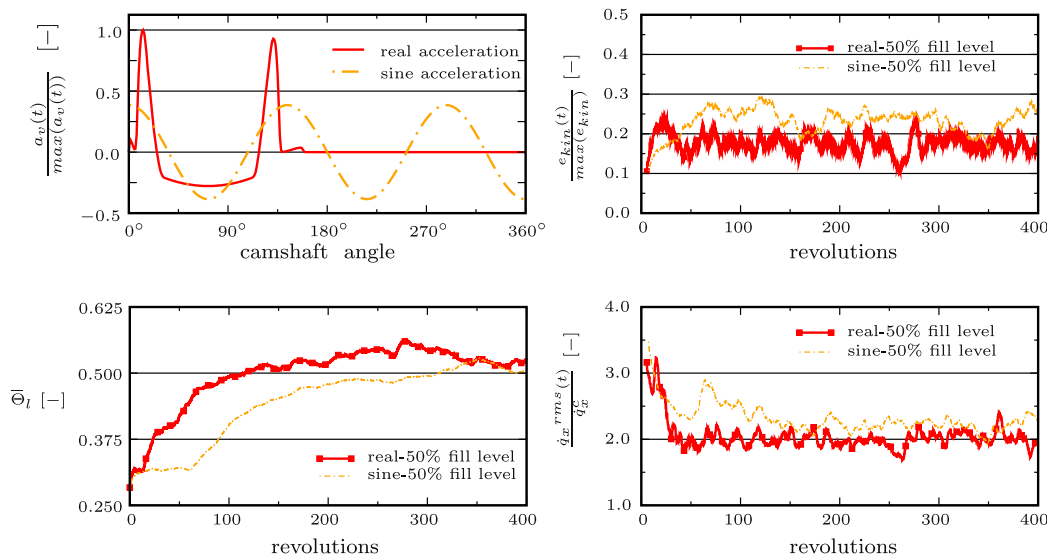 a_v(t) / max(a_v(t)) [−]
1.0
0.5
0.0
−0.5
real acceleration
sine acceleration
0° 90° 180° 270° 360°
camshaft angle
e_kin(t) / max(e_kin) [−]
0.5
0.4
0.3
0.2
0.1
0.0
real-50% fill level
sine-50% fill level
0 100 200 300 400
revolutions
Θ̅_l [−]
0.625
0.500
0.375
0.250
real-50% fill level
sine-50% fill level
0 100 200 300 400
revolutions
q̇_x^rms(t) / q̇_x^c [−]
4.0
3.0
2.0
1.0
real-50% fill level
sine-50% fill level
0 100 200 300 400
revolutions